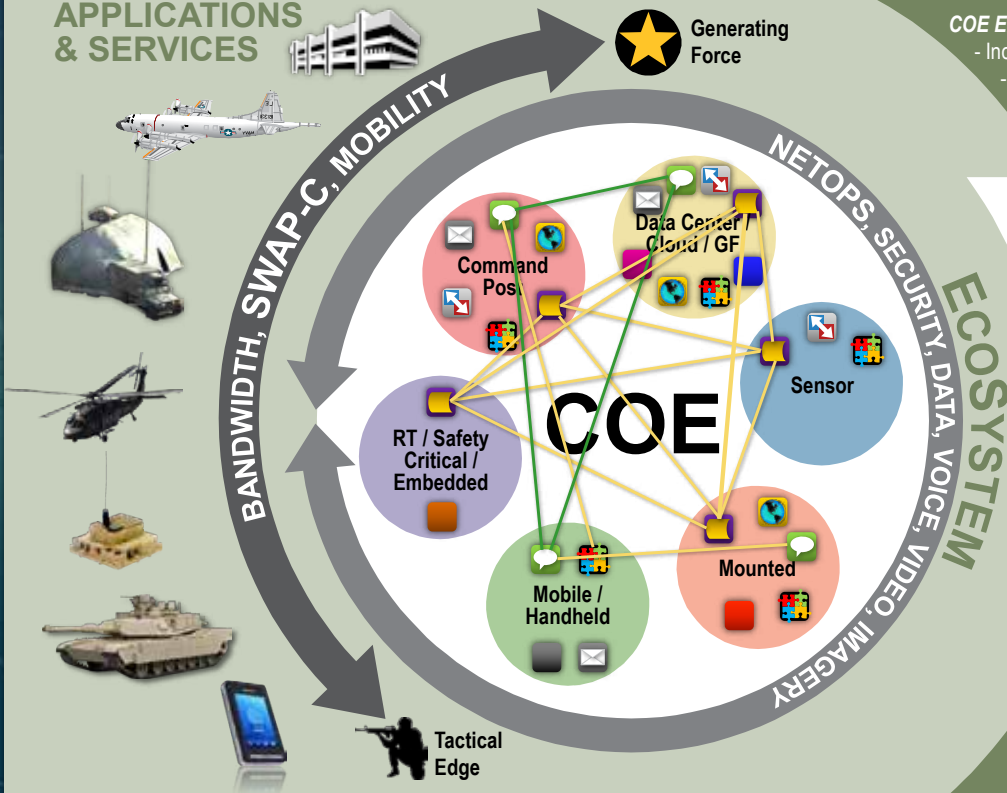 APPLICATIONS
& SERVICES
Generating
Force
COE E
- Inc
-
BANDWIDTH, SWAP-C, MOBILITY
NETOPS, SECURITY, DATA, VOICE, VIDEO, IMAGERY
ECOSYSTEM
Data Center /
Cloud / GF
Command
Post
Sensor
COE
RT / Safety
Critical /
Embedded
Mounted
Mobile /
Handheld
Tactical
Edge